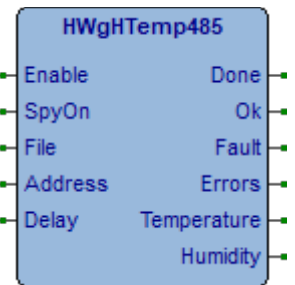 HWgHTemp485
Enable Done
SpyOn Ok
File Fault
Address Errors
Delay Temperature
Humidity